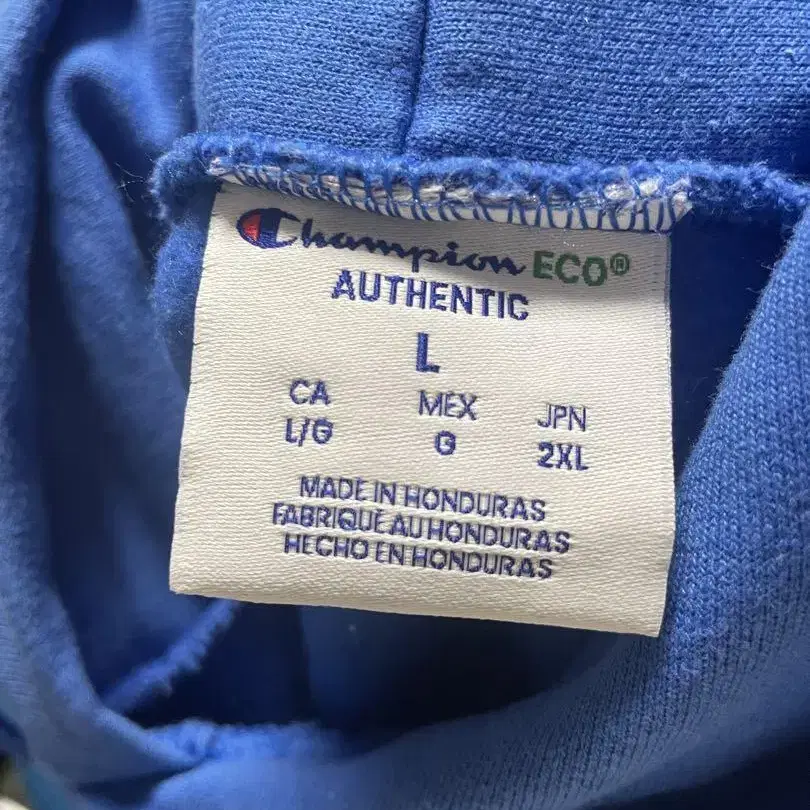 Champion ECO®
AUTHENTIC
L
CA MEX JPN
L/G G 2XL
MADE IN HONDURAS
FABRIQUÉ AU HONDURAS
HECHO EN HONDURAS